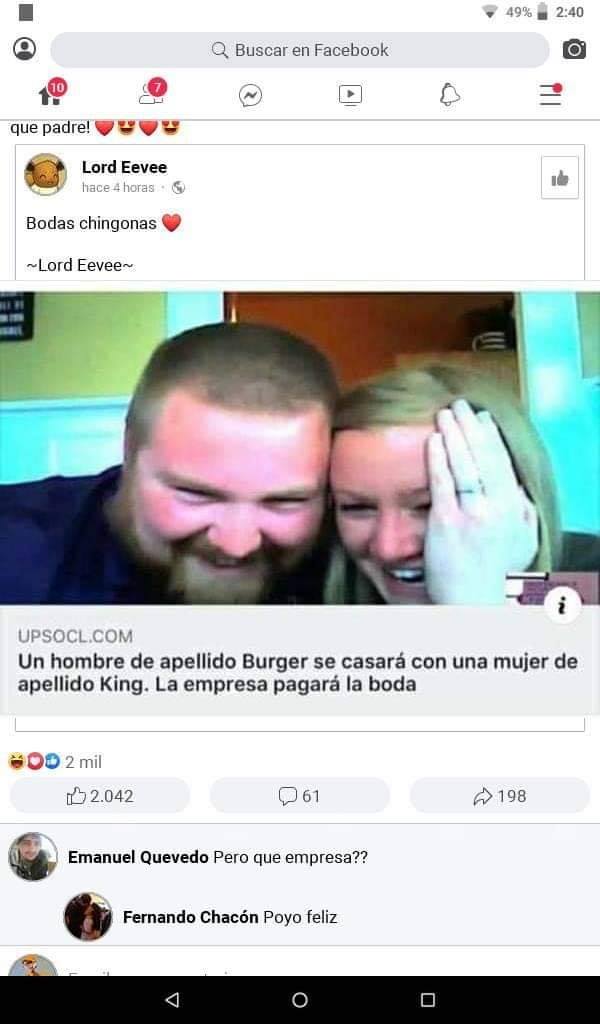 49% 2:40
Buscar en Facebook
10 7
que padre! ❤️😍❤️😍
Lord Eevee
hace 4 horas ·
Bodas chingonas ❤️
~Lord Eevee~
UPSOCL.COM
Un hombre de apellido Burger se casará con una mujer de
apellido King. La empresa pagará la boda
2 mil
2.042 61 198
Emanuel Quevedo Pero que empresa??
Fernando Chacón Poyo feliz